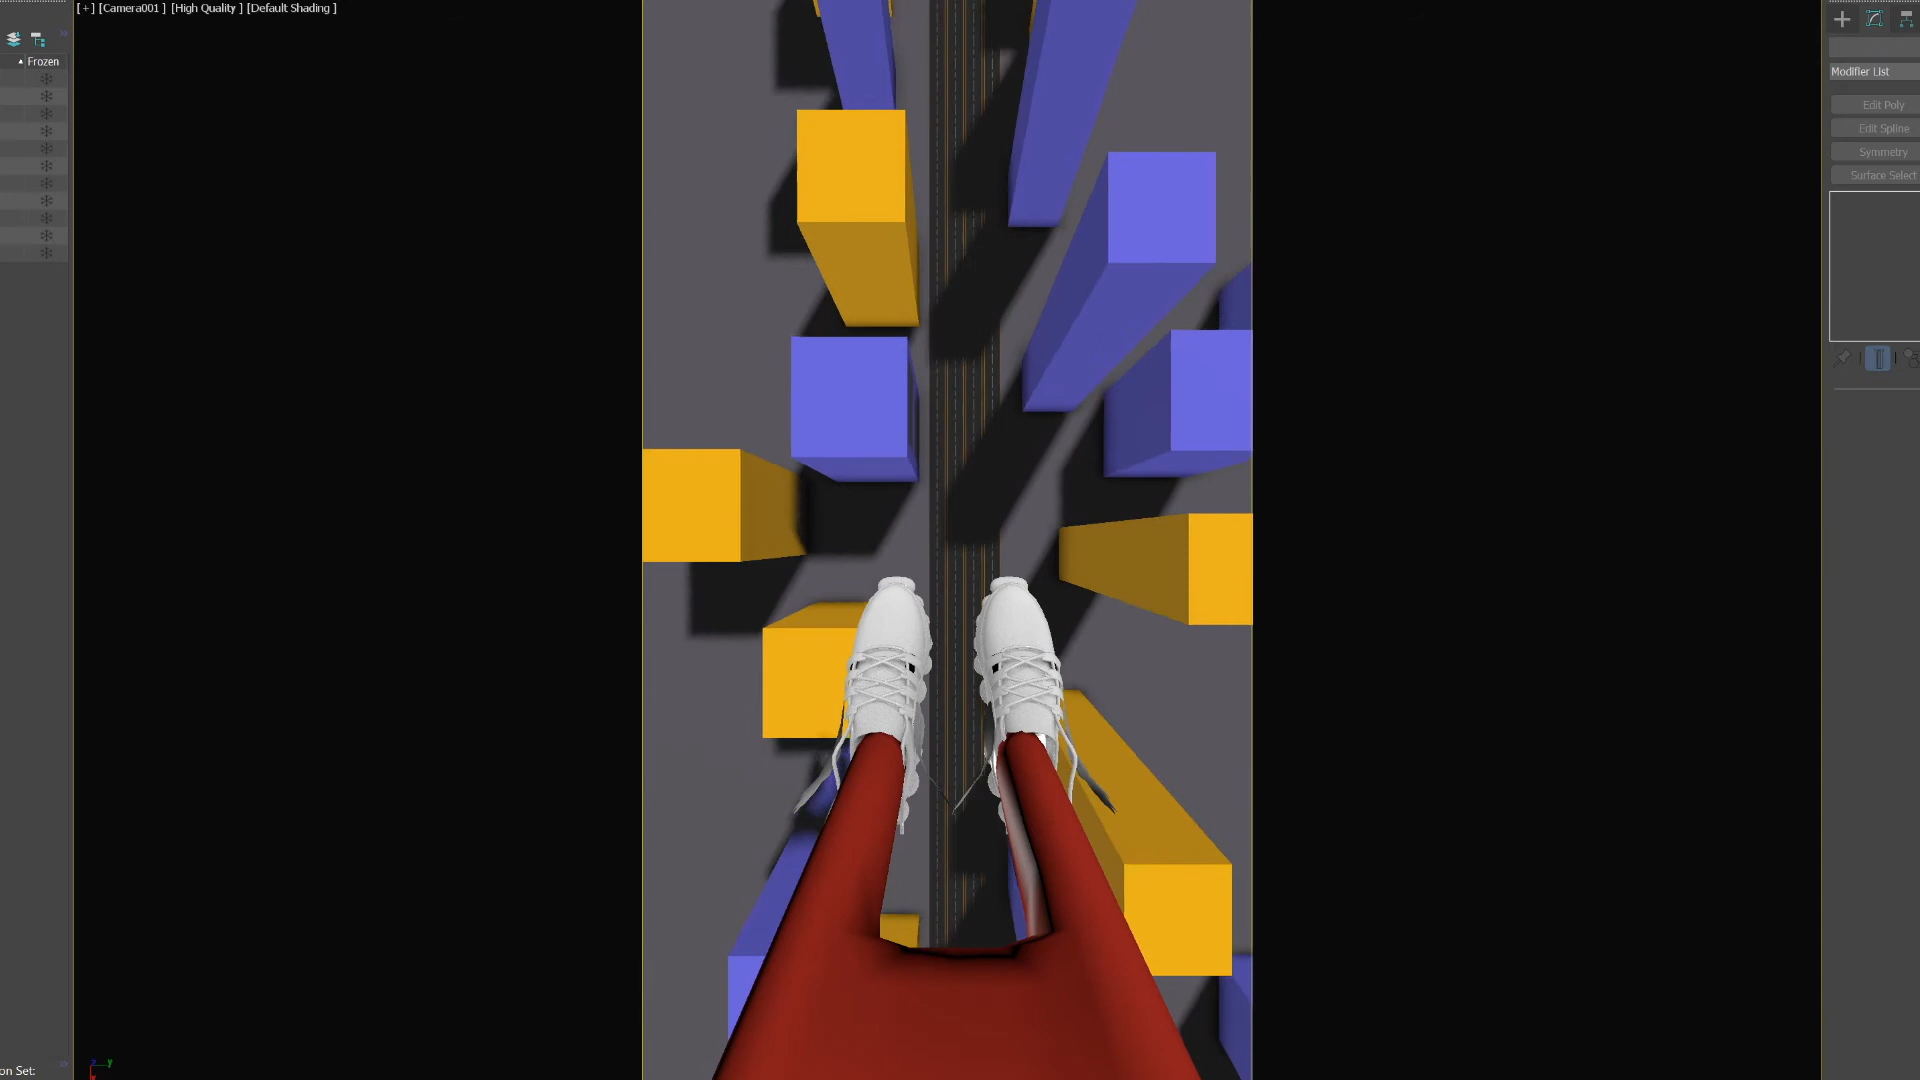 [ + ] [Camera001 ] [High Quality ] [Default Shading ]
Frozen
Modifier List
Edit Poly
Edit Spline
Symmetry
Surface Select
on Set:
z
y